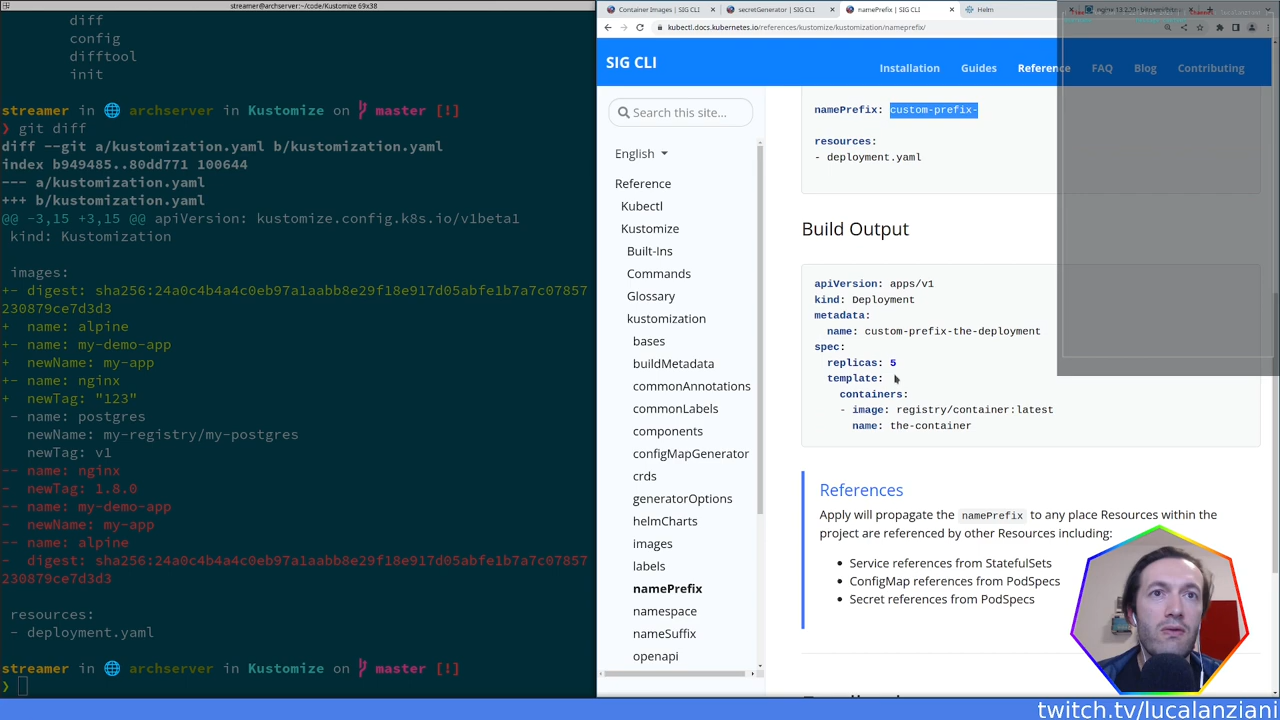 streamer@archserver:~/code/Kustomize 69x38
diff
config
difftool
init
streamer in 🌐 archserver in Kustomize on master [!]
❯ git diff
diff --git a/kustomization.yaml b/kustomization.yaml
index b949485..80dd771 100644
--- a/kustomization.yaml
+++ b/kustomization.yaml
@@ -3,15 +3,15 @@ apiVersion: kustomize.config.k8s.io/v1beta1
kind: Kustomization
images:
+- digest: sha256:24a0c4b4a4c0eb97a1aabb8e29f18e917d05abfe1b7a7c07857
230879ce7d3d3
+  name: alpine
+- name: my-demo-app
+  newName: my-app
+- name: nginx
+  newTag: "123"
- name: postgres
newName: my-registry/my-postgres
newTag: v1
-- name: nginx
-  newTag: 1.8.0
-- name: my-demo-app
-  newName: my-app
-- name: alpine
-  digest: sha256:24a0c4b4a4c0eb97a1aabb8e29f18e917d05abfe1b7a7c07857
230879ce7d3d3
resources:
- deployment.yaml
streamer in 🌐 archserver in Kustomize on master [!]
❯
Container Images | SIG CLI
secretGenerator | SIG CLI
namePrefix | SIG CLI
Helm
kubectl.docs.kubernetes.io/references/kustomize/kustomization/nameprefix/
SIG CLI
Installation Guides Reference FAQ Blog Contributing
Search this site…
English
Reference
Kubectl
Kustomize
Built-Ins
Commands
Glossary
kustomization
bases
buildMetadata
commonAnnotations
commonLabels
components
configMapGenerator
crds
generatorOptions
helmCharts
images
labels
namePrefix
namespace
nameSuffix
openapi
namePrefix: custom-prefix-
resources:
- deployment.yaml
Build Output
apiVersion: apps/v1
kind: Deployment
metadata:
name: custom-prefix-the-deployment
spec:
replicas: 5
template:
containers:
- image: registry/container:latest
name: the-container
References
Apply will propagate the namePrefix to any place Resources within the
project are referenced by other Resources including:
Service references from StatefulSets
ConfigMap references from PodSpecs
Secret references from PodSpecs
twitch.tv/lucalanziani